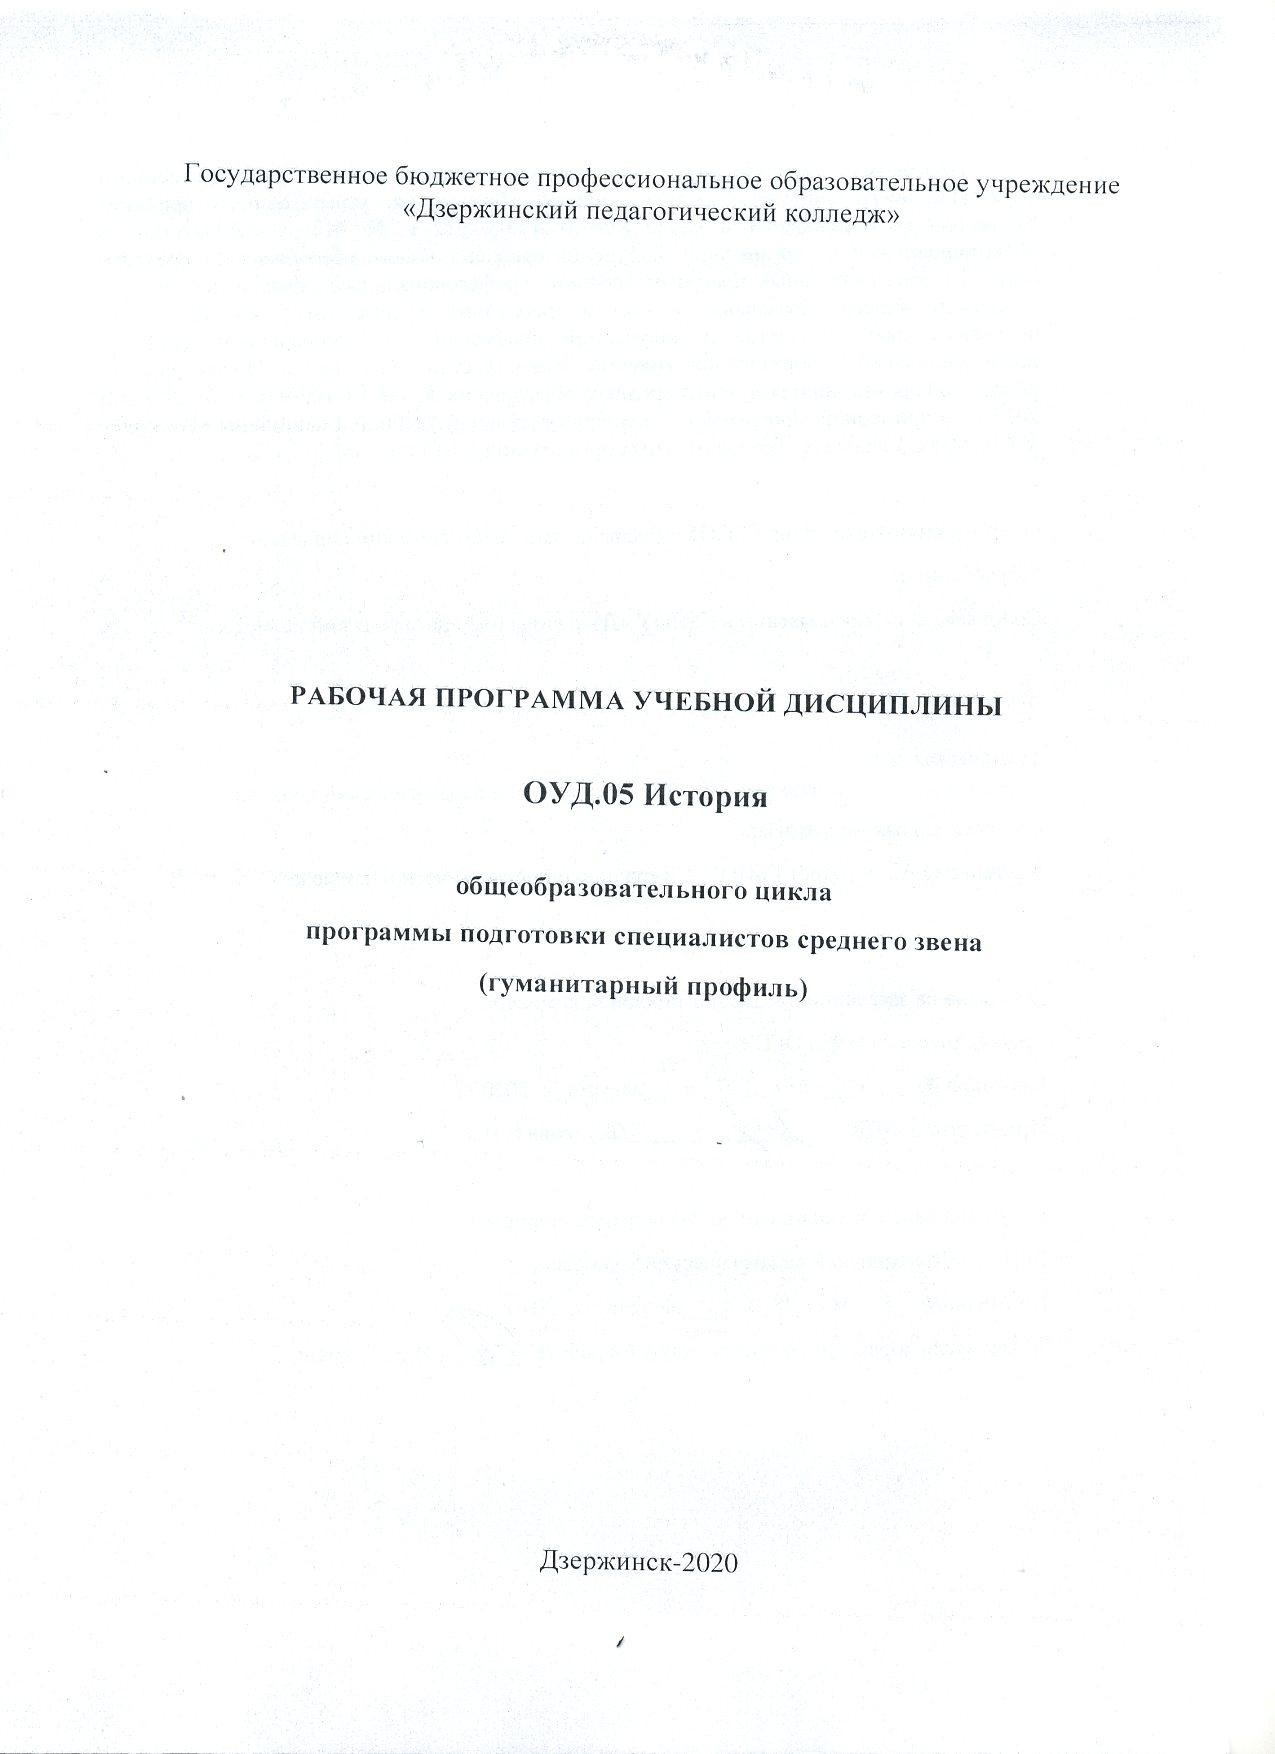 Государственное бюджетное профессиональное образовательное учреждение
«Дзержинский педагогический колледж»
РАБОЧАЯ ПРОГРАММА УЧЕБНОЙ ДИСЦИПЛИНЫ
ОУД.05 История
общеобразовательного цикла
программы подготовки специалистов среднего звена
(гуманитарный профиль)
Дзержинск-2020